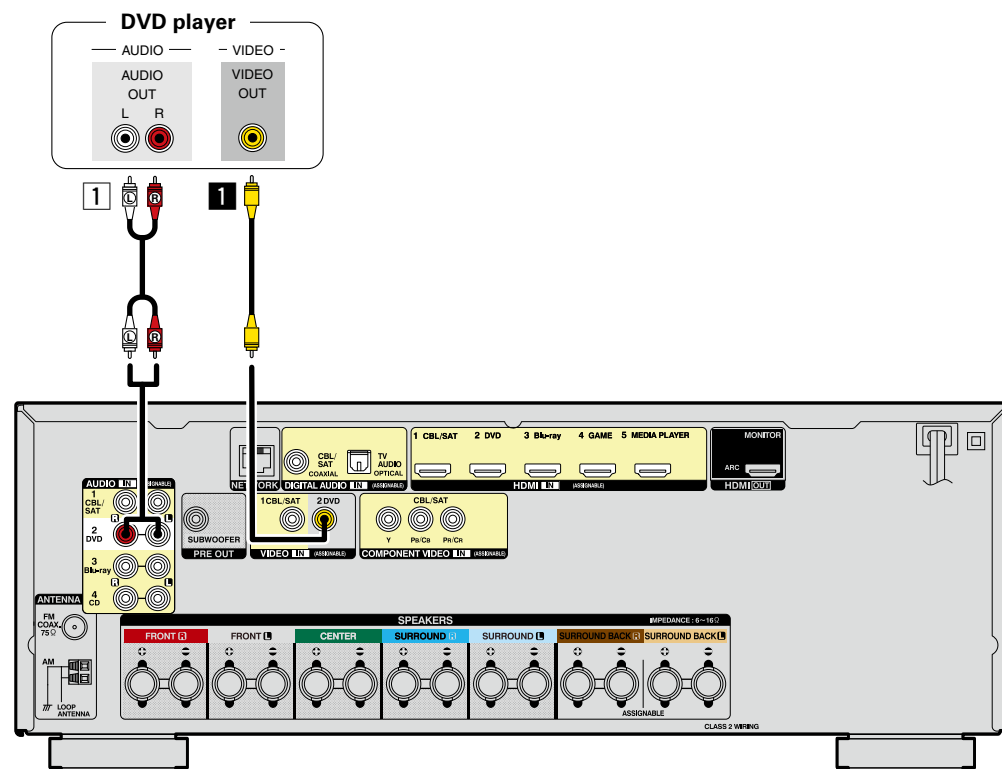 DVD player
AUDIO
VIDEO
AUDIO
OUT
VIDEO
OUT
L R
1
L R
1
L R
NETWORK
CBL/
SAT
COAXIAL
TV
AUDIO
OPTICAL
DIGITAL AUDIO IN (ASSIGNABLE)
1 CBL/SAT
2 DVD
3 Blu-ray
4 GAME
5 MEDIA PLAYER
HDMI IN (ASSIGNABLE)
MONITOR
ARC
HDMI OUT
AUDIO IN
1
CBL/
SAT
R L
2
DVD
3
Blu-ray
R L
4
CD
SUBWOOFER
PRE OUT
1CBL/SAT
2 DVD
VIDEO IN (ASSIGNABLE)
CBL/SAT
Y
PB/CB
PR/CR
COMPONENT VIDEO IN (ASSIGNABLE)
ANTENNA
FM
COAX.
75Ω
AM
LOOP
ANTENNA
SPEAKERS
IMPEDANCE : 6~16Ω
FRONT R
FRONT L
CENTER
SURROUND R
SURROUND L
SURROUND BACK R
SURROUND BACK L
ASSIGNABLE
CLASS 2 WIRING